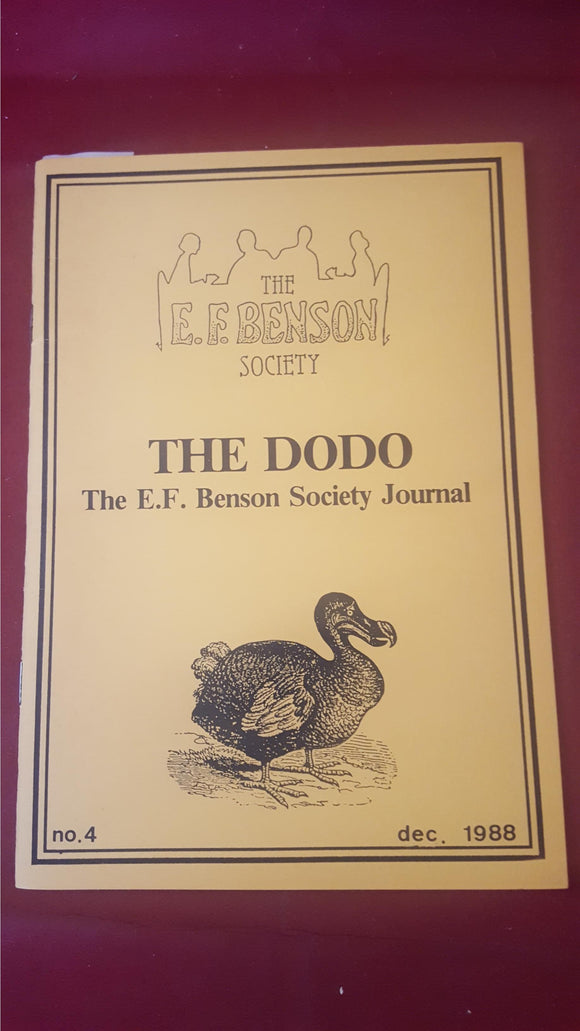 THE
E.F. BENSON
SOCIETY
THE DODO
The E.F. Benson Society Journal
no.4
dec. 1988